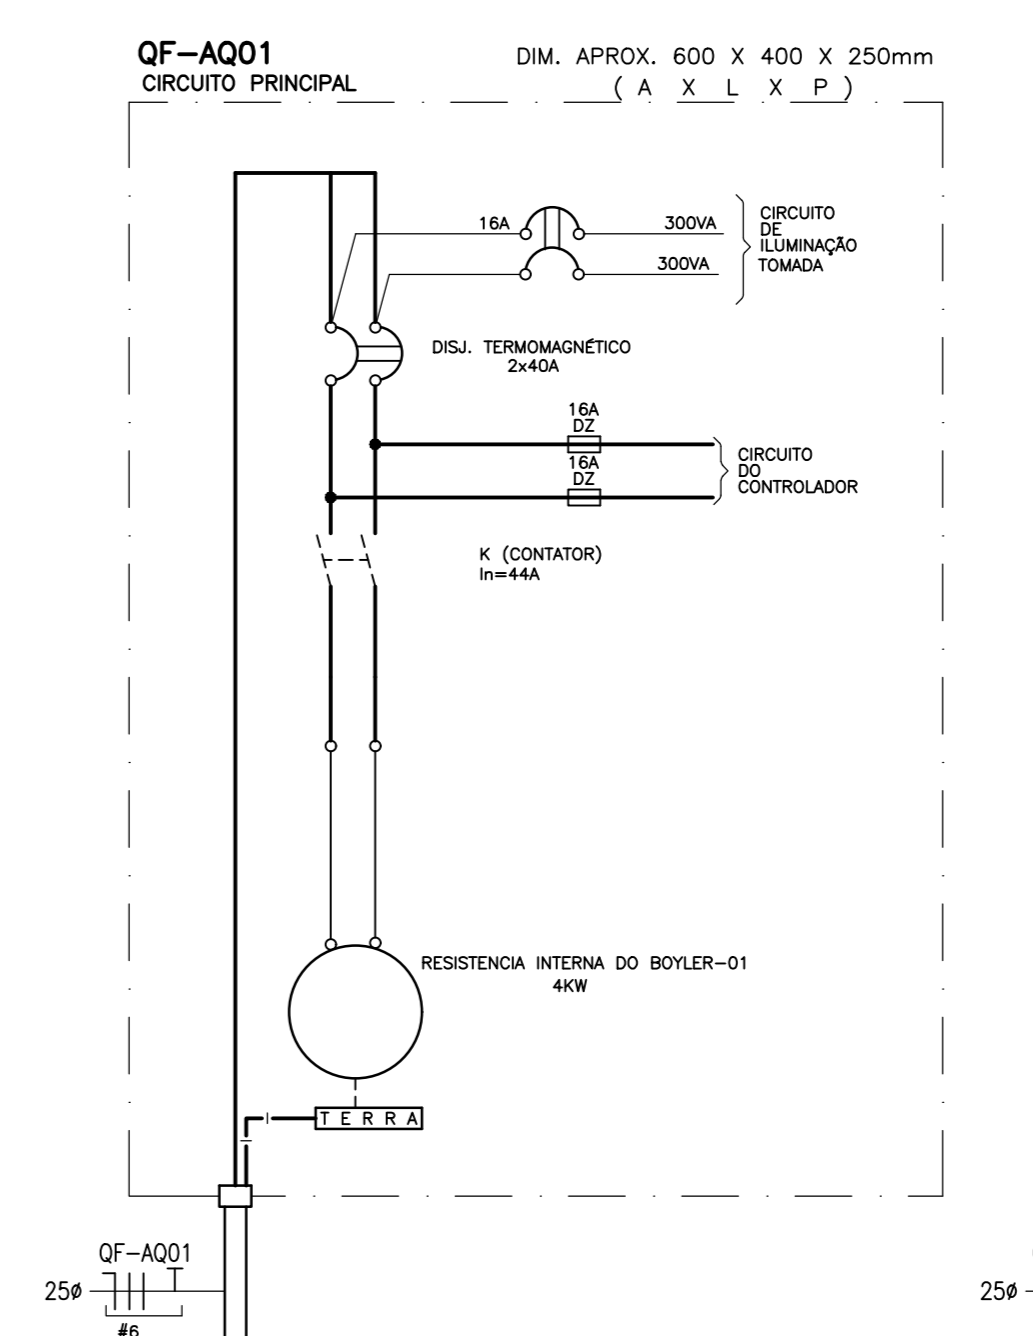 QF-AQ01
CIRCUITO PRINCIPAL
DIM. APROX. 600 X 400 X 250mm
( A X L X P )
16A
300VA
300VA
CIRCUITO
DE
ILUMINAÇÃO
TOMADA
DISJ. TERMOMAGNÉTICO
2x40A
16A
DZ
16A
DZ
CIRCUITO
DO
CONTROLADOR
K (CONTATOR)
In=44A
RESISTENCIA INTERNA DO BOYLER-01
4KW
TERRA
QF-AQ01
25ø
#6
25ø